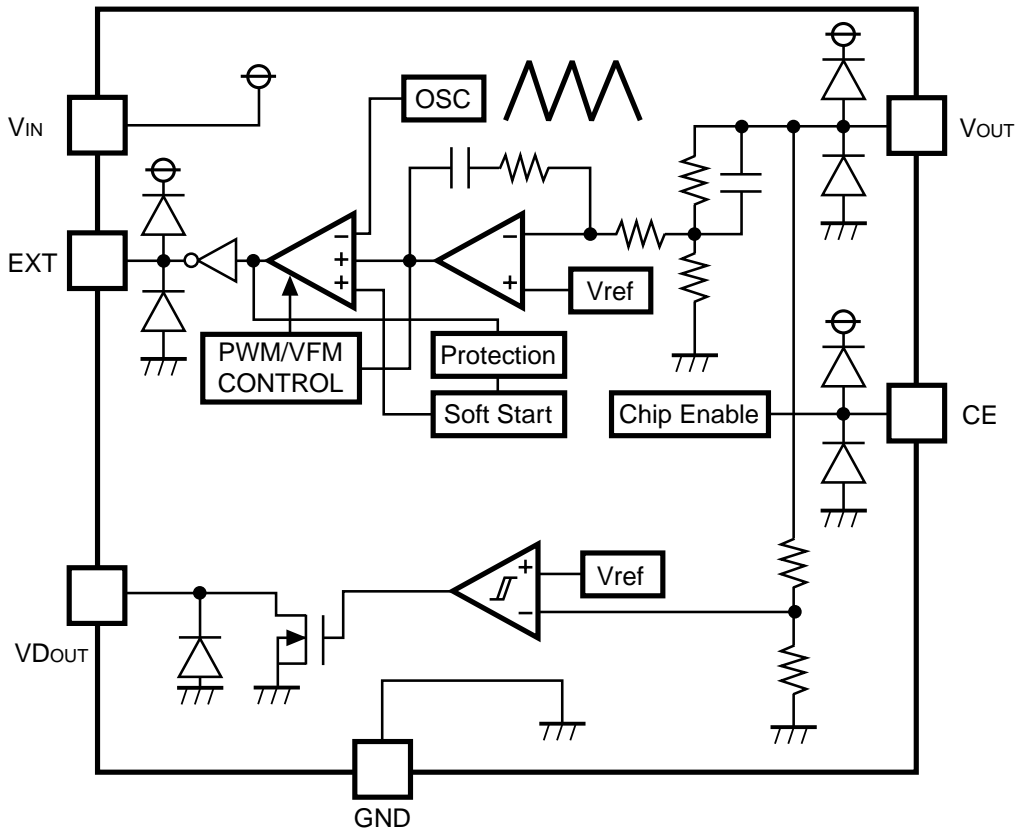 OSC
VIN
VOUT
EXT
−
+
+
−
+
Vref
PWM/VFM
CONTROL
Protection
Soft Start
Chip Enable
CE
+
−
Vref
VDOUT
GND